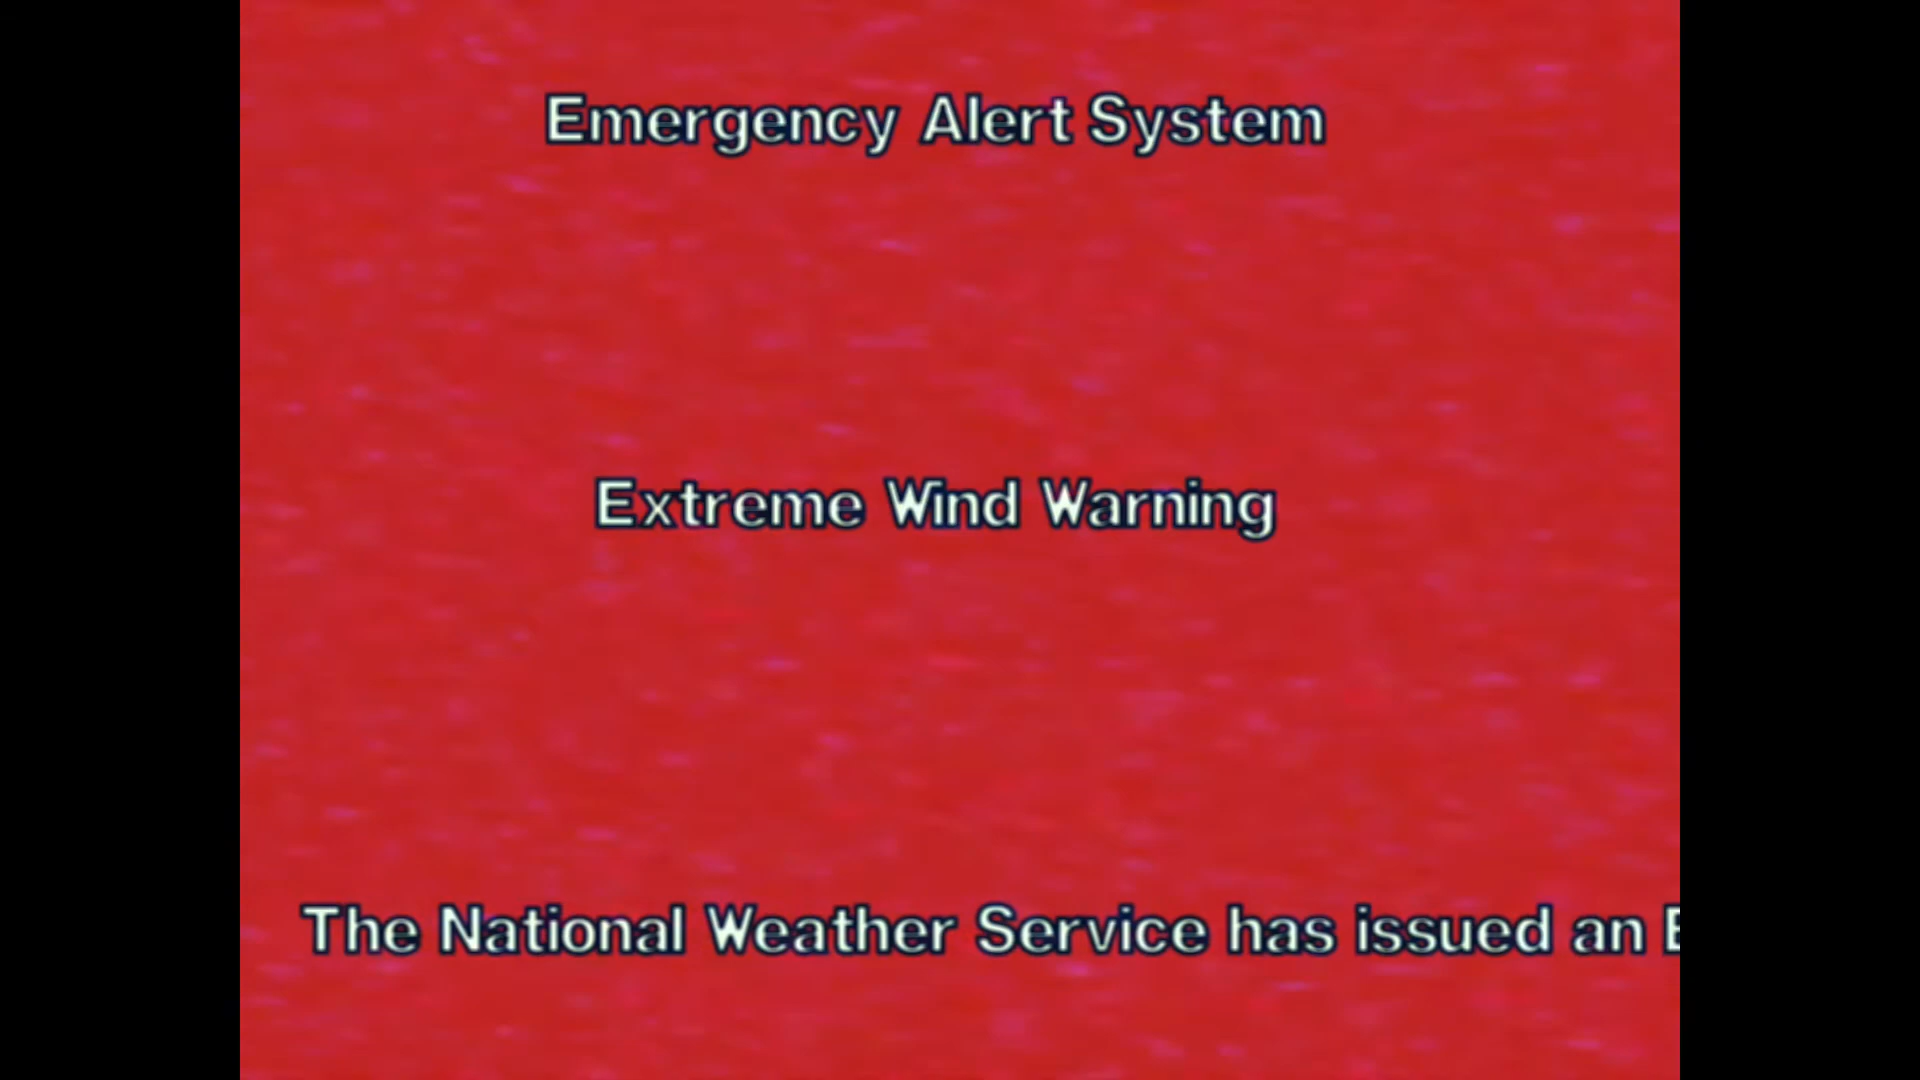 Emergency Alert System
Extreme Wind Warning
The National Weather Service has issued an E